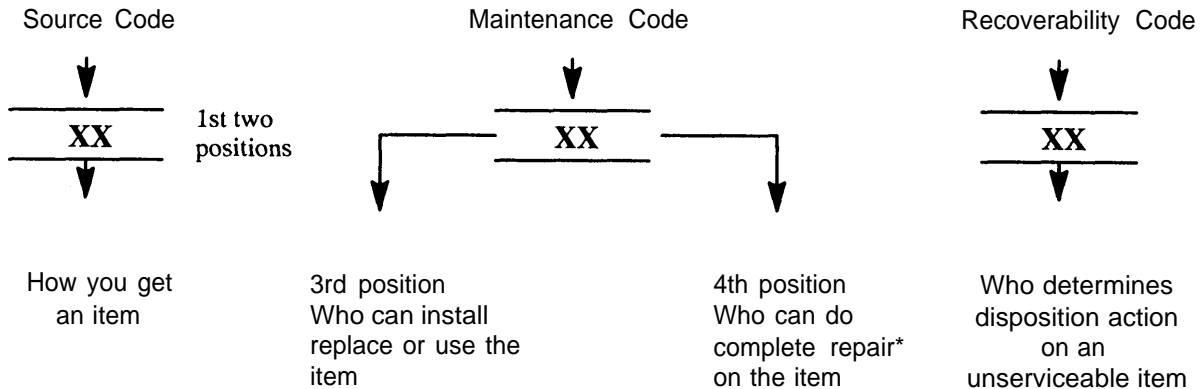 Source Code
Maintenance Code
Recoverability Code
XX
1st two
positions
XX
XX
How you get
an item
3rd position
Who can install
replace or use the
item
4th position
Who can do
complete repair*
on the item
Who determines
disposition action
on an
unserviceable item